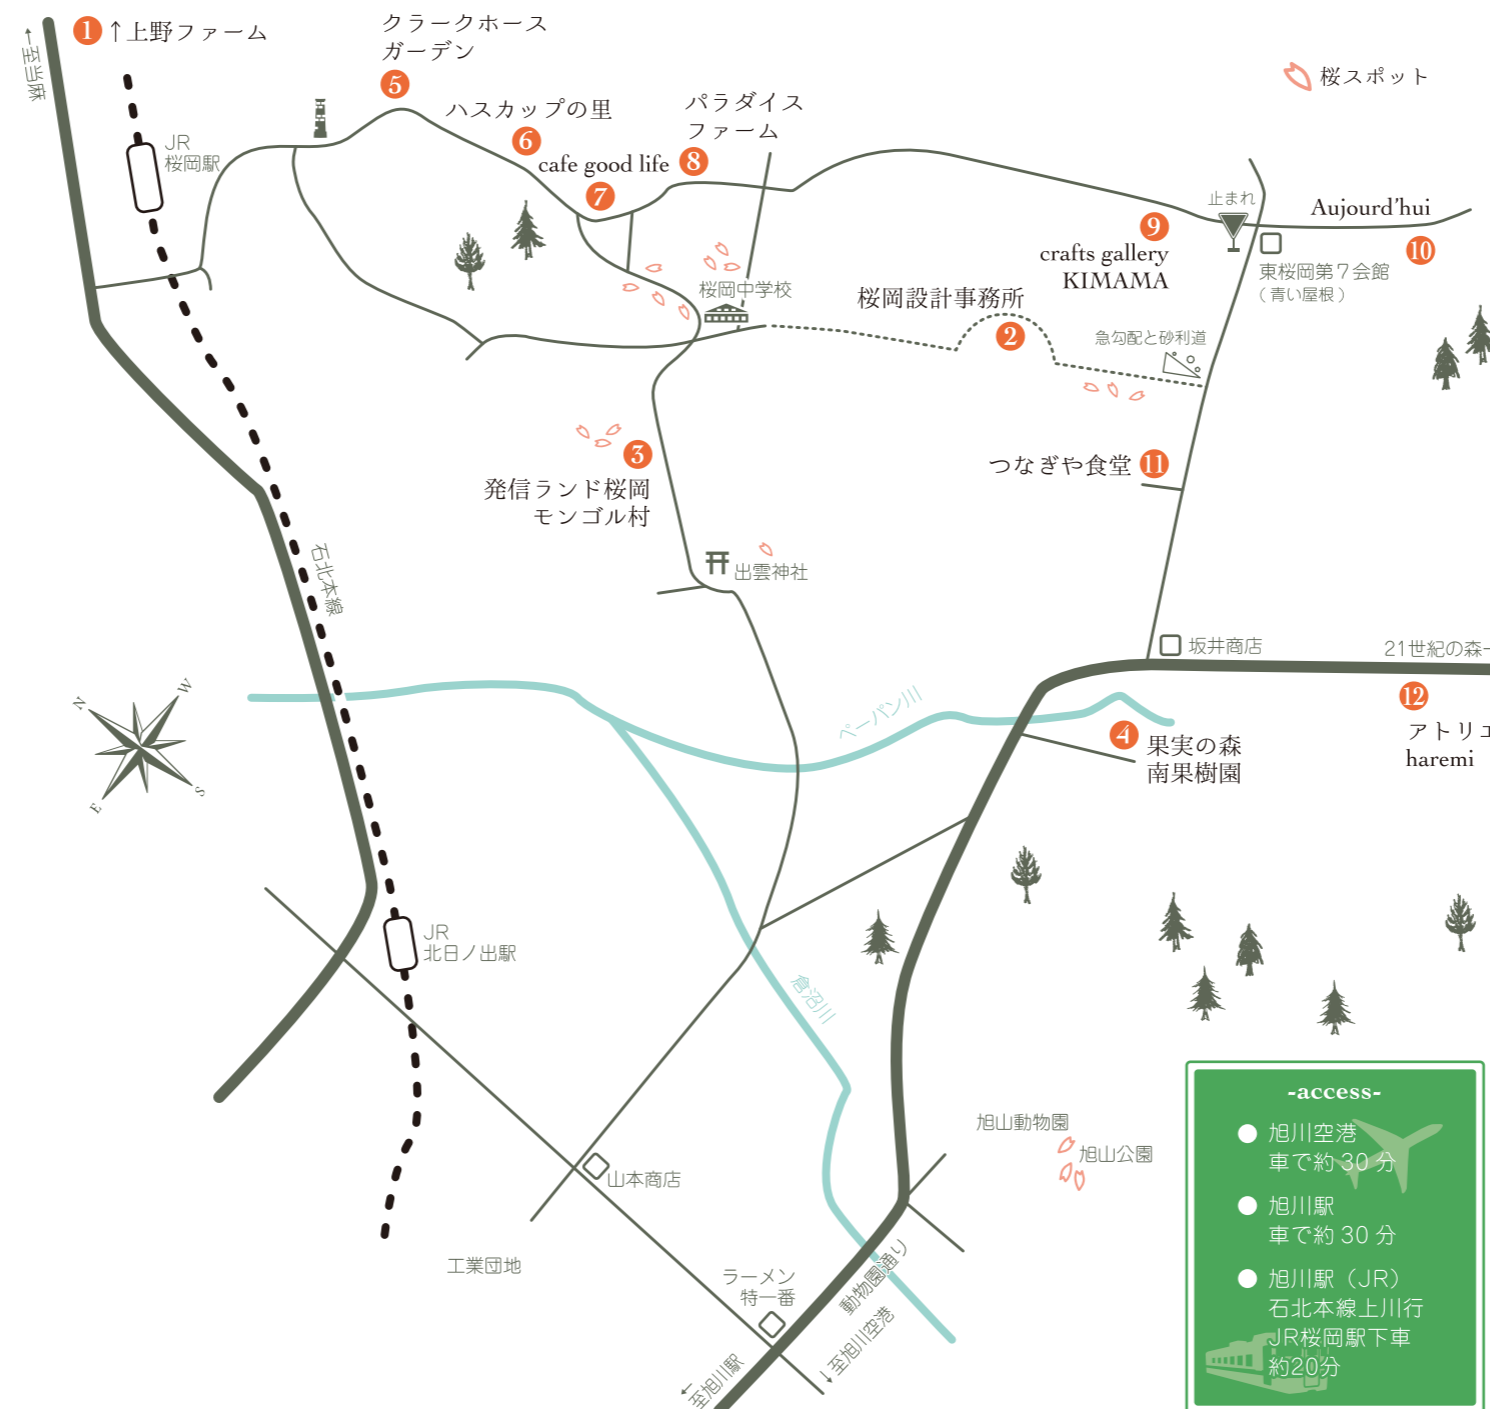 1 ↑上野ファーム
←至当麻
クラークホース
ガーデン
5
ハスカップの里
6
cafe good life
7
パラダイス
ファーム
8
桜スポット
JR
桜岡駅
止まれ
Aujourd'hui
10
9
crafts gallery
KIMAMA
東桜岡第7会館
(青い屋根)
桜岡中学校
桜岡設計事務所
2
急勾配と砂利道
3
発信ランド桜岡
モンゴル村
つなぎや食堂 11
石北本線
出雲神社
坂井商店
21世紀の森
12
アトリエ
haremi
N
W
E
S
ペーパン川
4 果実の森
南果樹園
JR
北日ノ出駅
倉沼川
旭山動物園
旭山公園
山本商店
工業団地
ラーメン
特一番
動物園通り
←至旭川駅
↓至旭川空港
-access-
● 旭川空港
車で約30分
● 旭川駅
車で約30分
● 旭川駅(JR)
石北本線上川行
JR桜岡駅下車
約20分